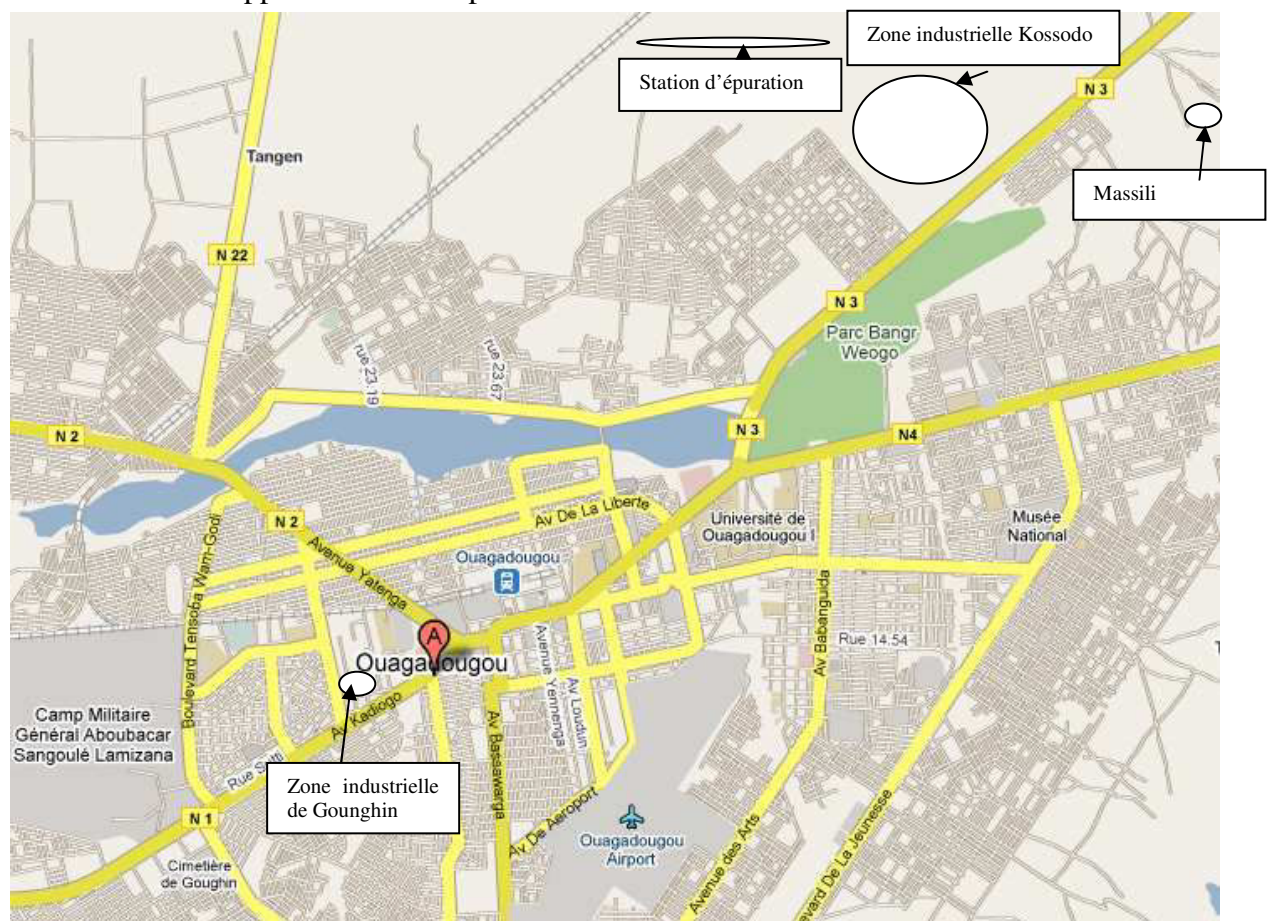 Zone industrielle Kossodo
Station d'épuration
N 3
Massili
Tangen
N 22
N 3
Parc Bangr
Weogo
rue 23.19
rue 23.67
N 2
N 3
N4
N 2
Av De La Liberte
Université de
Ouagadougou I
Musée
National
Avenue Yatenga
Ouagadougou
Boulevard Tensoba Wam-Godi
Av Babanguida
Rue 14.54
A
Ouagadougou
Avenue Yennenga
Av Loudun
Camp Militaire
Général Aboubacar
Sangoulé Lamizana
Av Kadiogo
Av Bassawarga
Zone industrielle
de Gounghin
N 1
Av De Aeroport
Ouagadougou
Airport
Avenue des Arts
evard De La Jeunesse
Cimetière
de Goughin